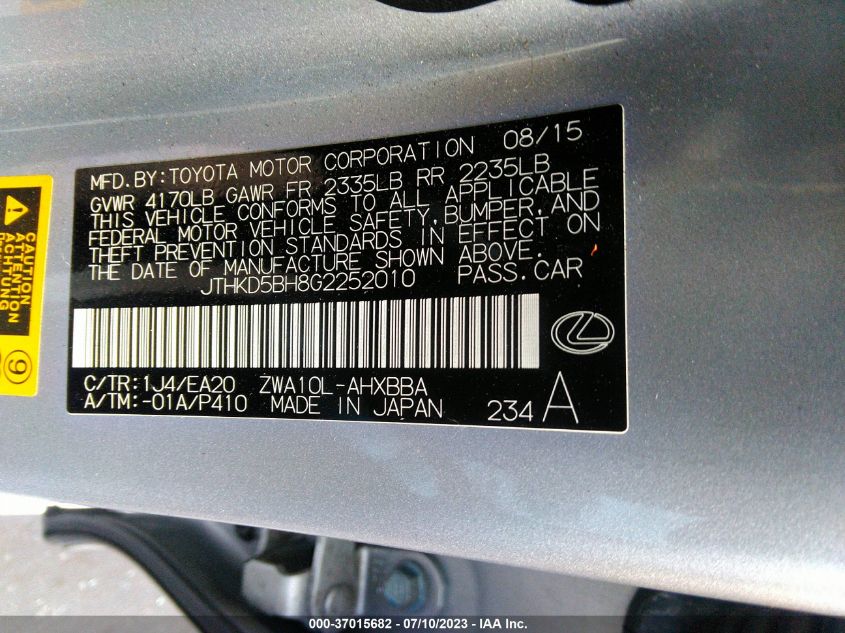 MFD.BY:TOYOTA MOTOR CORPORATION 08/15
GVWR 4170LB GAWR FR 2335LB RR 2235LB
THIS VEHICLE CONFORMS TO ALL APPLICABLE
FEDERAL MOTOR VEHICLE SAFETY,BUMPER,AND
THEFT PREVENTION STANDARDS IN EFFECT ON
THE DATE OF MANUFACTURE SHOWN ABOVE.
JTHKD5BH8G2252010 PASS.CAR
C/TR:1J4/EA20 ZWA10L-AHXBBA
A/TM:-01A/P410 MADE IN JAPAN 234 A
CAUTION
ATTENTION
ACHTUNG
9
000-37015682 - 07/10/2023 - IAA Inc.